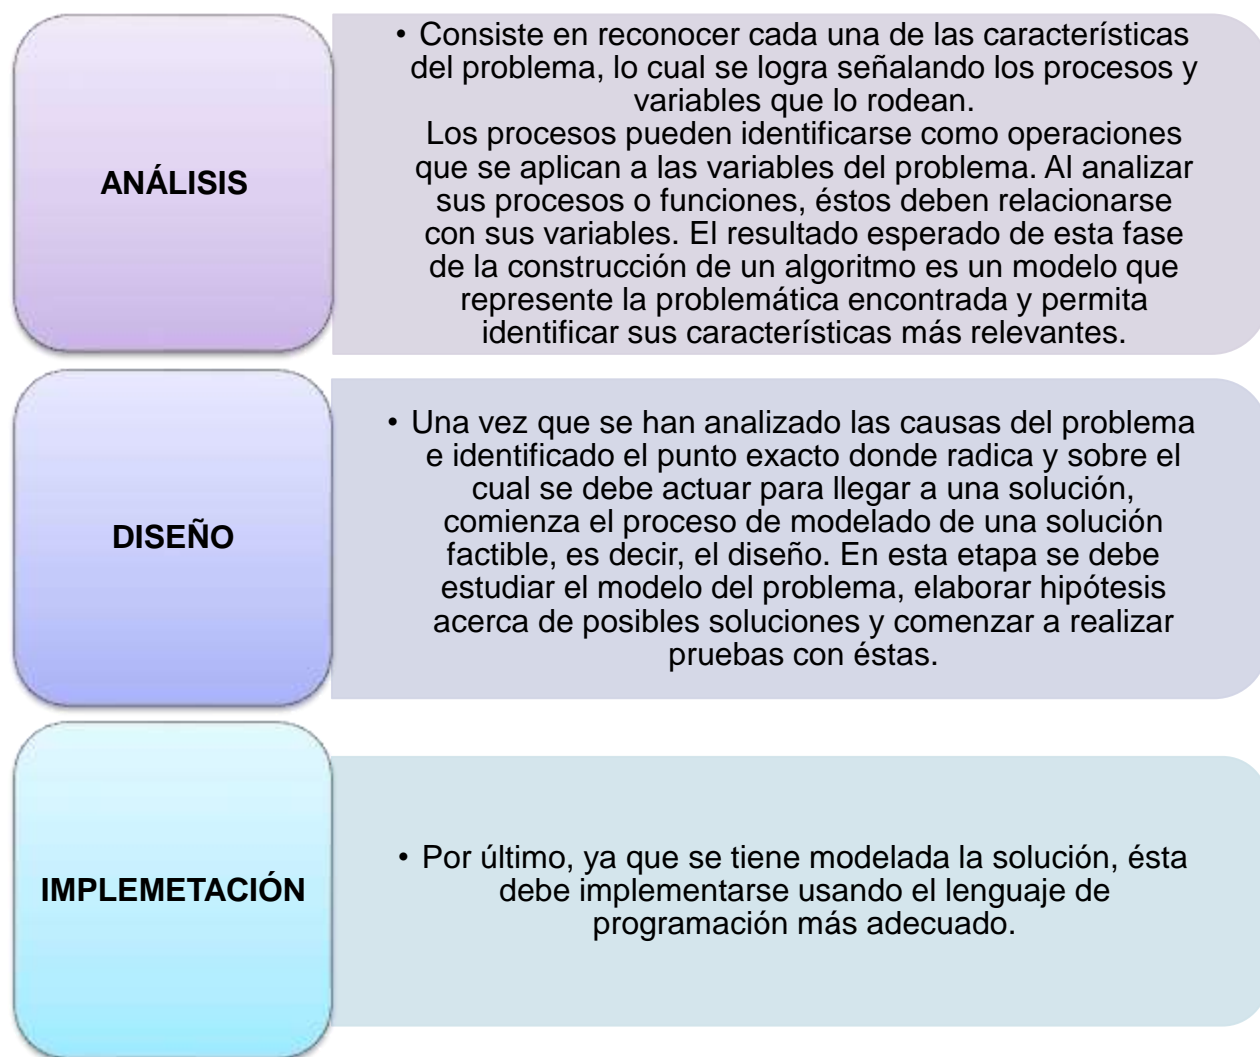 ANÁLISIS
• Consiste en reconocer cada una de las características
del problema, lo cual se logra señalando los procesos y
variables que lo rodean.
Los procesos pueden identificarse como operaciones
que se aplican a las variables del problema. Al analizar
sus procesos o funciones, éstos deben relacionarse
con sus variables. El resultado esperado de esta fase
de la construcción de un algoritmo es un modelo que
represente la problemática encontrada y permita
identificar sus características más relevantes.
DISEÑO
• Una vez que se han analizado las causas del problema
e identificado el punto exacto donde radica y sobre el
cual se debe actuar para llegar a una solución,
comienza el proceso de modelado de una solución
factible, es decir, el diseño. En esta etapa se debe
estudiar el modelo del problema, elaborar hipótesis
acerca de posibles soluciones y comenzar a realizar
pruebas con éstas.
IMPLEMETACIÓN
• Por último, ya que se tiene modelada la solución, ésta
debe implementarse usando el lenguaje de
programación más adecuado.